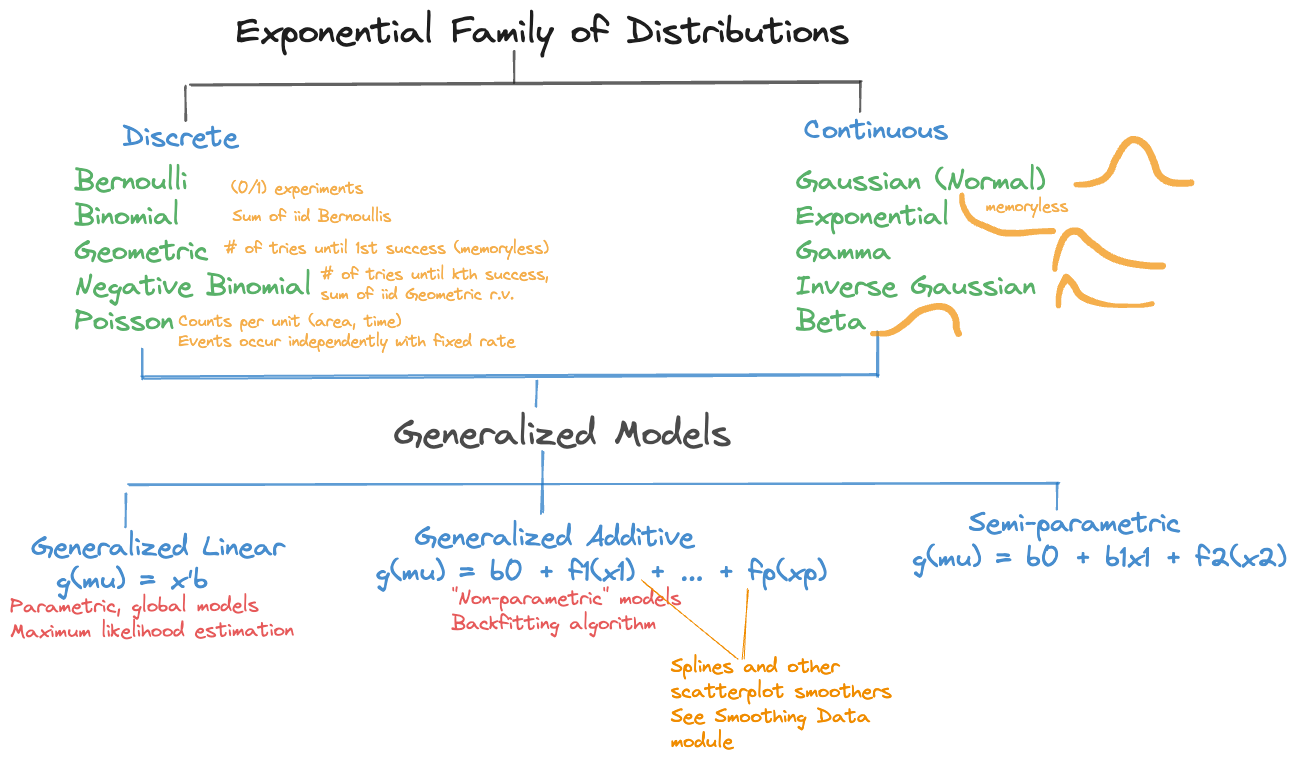 Exponential Family of Distributions
Discrete
Bernoulli (0/1) experiments
Binomial Sum of iid Bernoullis
Geometric # of tries until 1st success (memoryless)
Negative Binomial # of tries until kth success,
sum of iid Geometric r.v.
Poisson Counts per unit (area, time)
Events occur independently with fixed rate
Continuous
Gaussian (Normal)
Exponential memoryless
Gamma
Inverse Gaussian
Beta
Generalized Models
Generalized Linear
g(mu) = x'b
Parametric, global models
Maximum likelihood estimation
Generalized Additive
g(mu) = b0 + f1(x1) + ... + fp(xp)
"Non-parametric" models
Backfitting algorithm
Splines and other
scatterplot smoothers
See Smoothing Data
module
Semi-parametric
g(mu) = b0 + b1x1 + f2(x2)